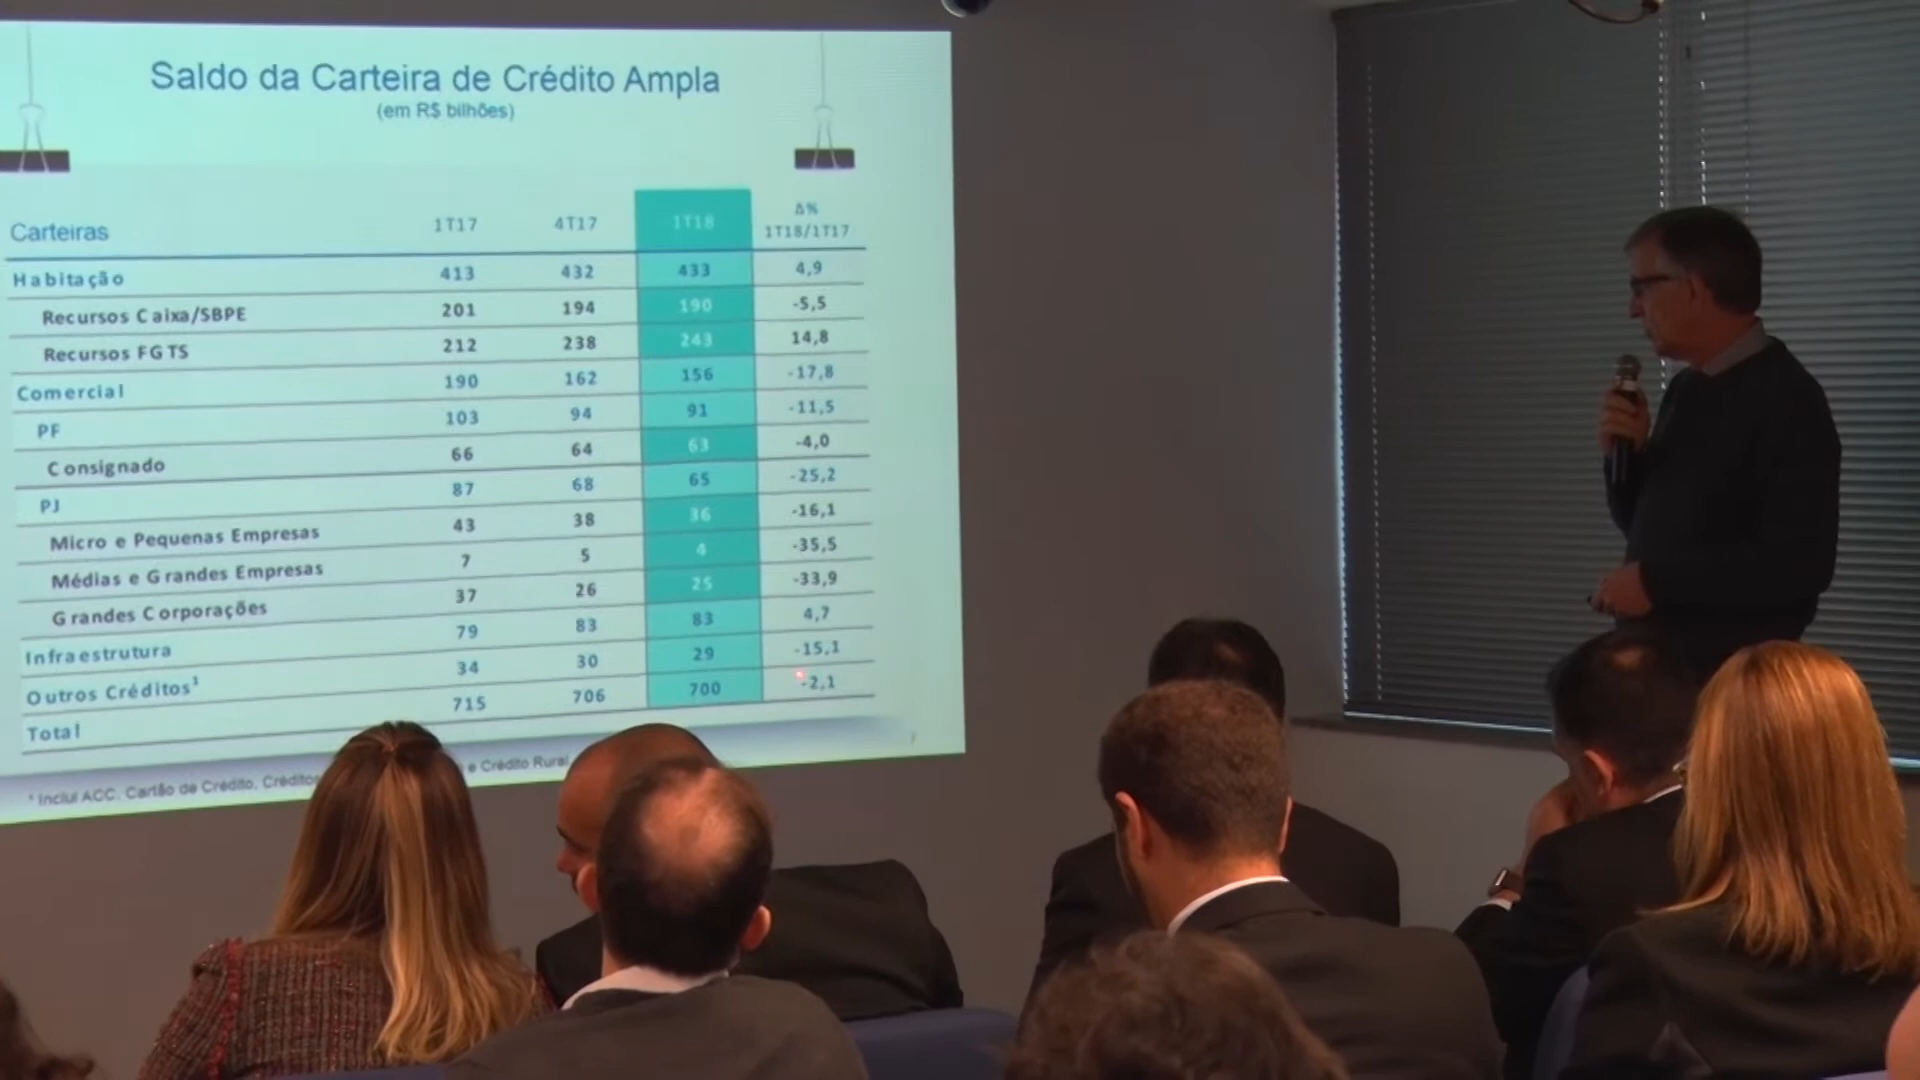 Saldo da Carteira de Crédito Ampla
(em R$ bilhões)
Carteiras 1T17 4T17 1T18 Δ% 1T18/1T17
Habitação 413 432 433 4,9
Recursos Caixa/SBPE 201 194 190 -5,5
Recursos FGTS 212 238 243 14,8
Comercial 190 162 156 -17,8
PF 103 94 91 -11,5
Consignado 66 64 63 -4,0
PJ 87 68 65 -25,2
Micro e Pequenas Empresas 43 38 36 -16,1
Médias e Grandes Empresas 7 5 4 -35,5
Grandes Corporações 37 26 25 -33,9
Infraestrutura 79 83 83 4,7
Outros Créditos¹ 34 30 29 -15,1
Total 715 706 700 -2,1
¹ Inclui ACC, Cartão de Crédito, Créditos e Crédito Rural